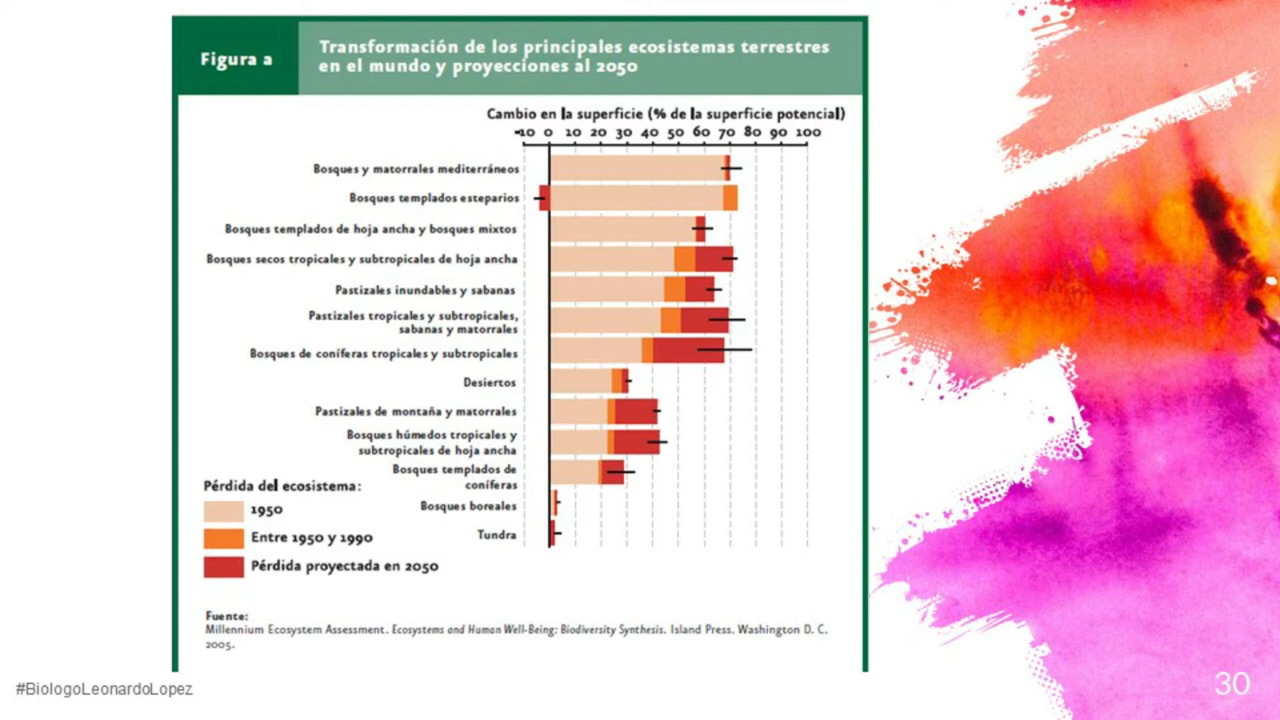 Figura a
Transformación de los principales ecosistemas terrestres
en el mundo y proyecciones al 2050
Cambio en la superficie (% de la superficie potencial)
-10 0 10 20 30 40 50 60 70 80 90 100
Bosques y matorrales mediterráneos
Bosques templados esteparios
Bosques templados de hoja ancha y bosques mixtos
Bosques secos tropicales y subtropicales de hoja ancha
Pastizales inundables y sabanas
Pastizales tropicales y subtropicales,
sabanas y matorrales
Bosques de coníferas tropicales y subtropicales
Desiertos
Pastizales de montaña y matorrales
Bosques húmedos tropicales y
subtropicales de hoja ancha
Bosques templados de
coníferas
Bosques boreales
Tundra
Pérdida del ecosistema:
1950
Entre 1950 y 1990
Pérdida proyectada en 2050
Fuente:
Millennium Ecosystem Assessment. Ecosystems and Human Well-Being: Biodiversity Synthesis. Island Press. Washington D. C.
2005.
#BiologoLeonardoLopez
30